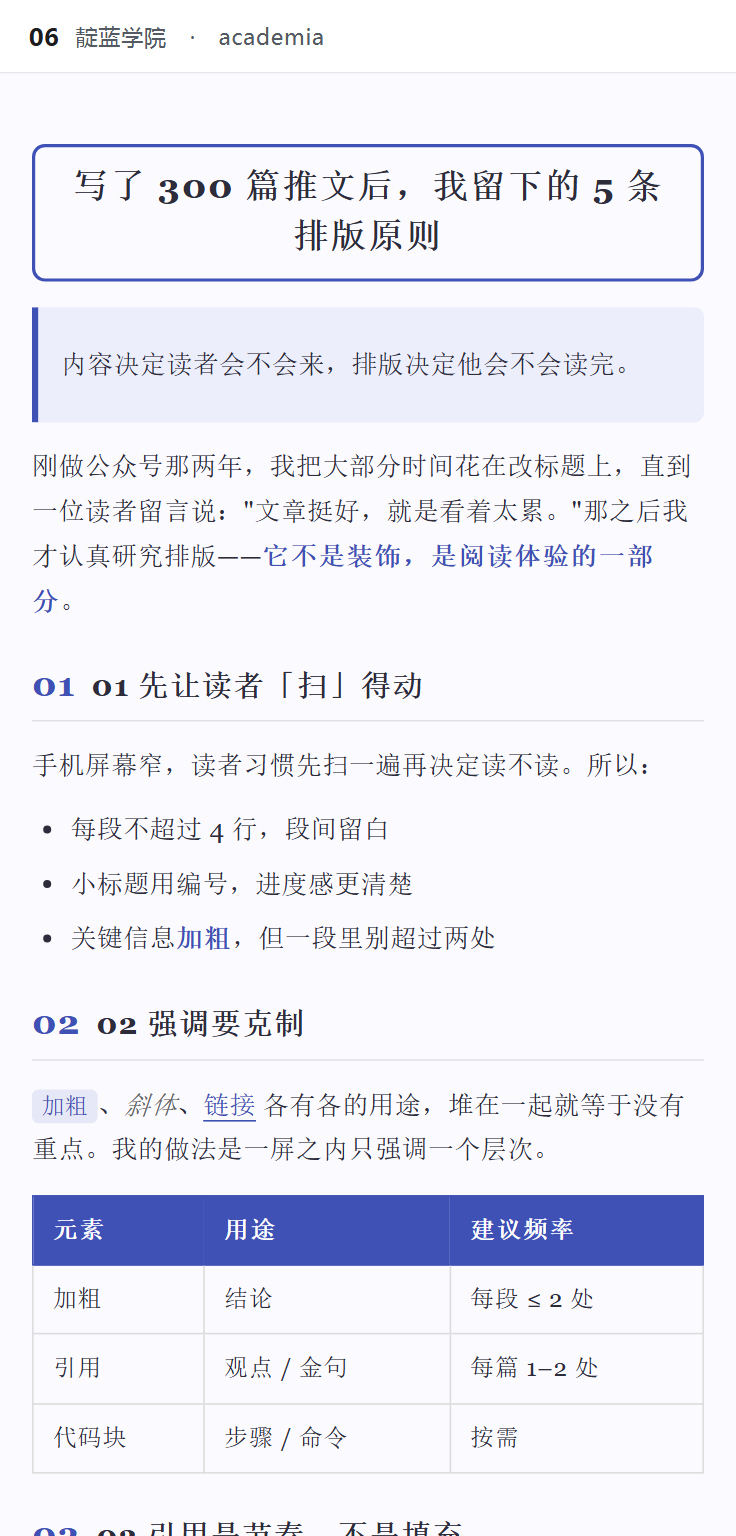 06 靛蓝学院 · academia
写了 300 篇推文后，我留下的 5 条
排版原则
内容决定读者会不会来，排版决定他会不会读完。
刚做公众号那两年，我把大部分时间花在改标题上，直到
一位读者留言说："文章挺好，就是看着太累。"那之后我
才认真研究排版——它不是装饰，是阅读体验的一部
分。
01 01 先让读者「扫」得动
手机屏幕窄，读者习惯先扫一遍再决定读不读。所以：
• 每段不超过 4 行，段间留白
• 小标题用编号，进度感更清楚
• 关键信息加粗，但一段里别超过两处
02 02 强调要克制
加粗、斜体、链接 各有各的用途，堆在一起就等于没有
重点。我的做法是一屏之内只强调一个层次。
元素 用途 建议频率
加粗 结论 每段 ≤ 2 处
引用 观点 / 金句 每篇 1–2 处
代码块 步骤 / 命令 按需
03 03 引用是节奏，不是填充